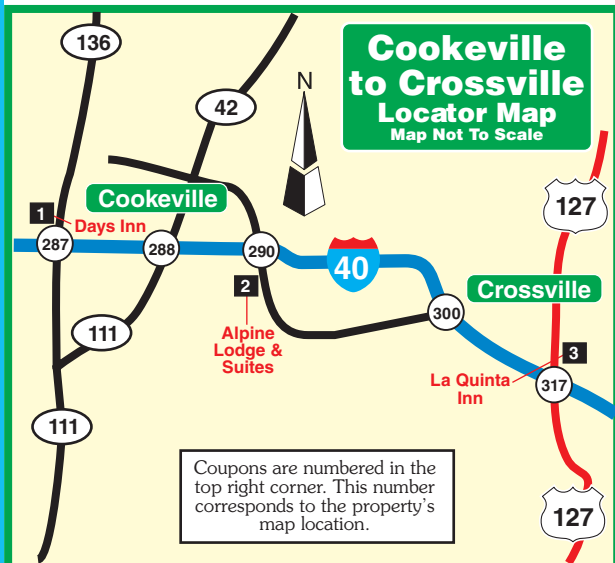 Cookeville
to Crossville
Locator Map
Map Not To Scale
136
42
N
127
Cookeville
1
Days Inn
287
288
290
40
Crossville
2
300
Alpine
Lodge &
Suites
111
3
La Quinta
Inn
317
111
Coupons are numbered in the
top right corner. This number
corresponds to the property's
map location.
127